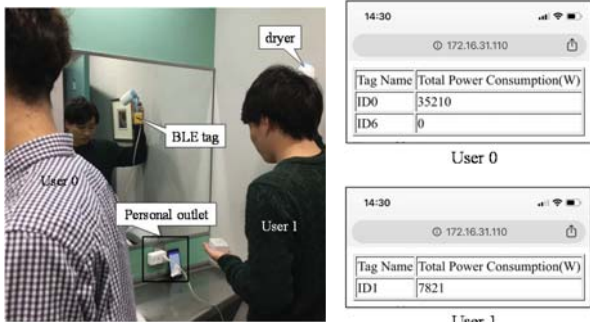 dryer
BLE tag
User 0
Personal outlet
User 1
14:30
172.16.31.110
Tag Name Total Power Consumption(W)
ID0 35210
ID6 0
User 0
14:30
172.16.31.110
Tag Name Total Power Consumption(W)
ID1 7821
User 1